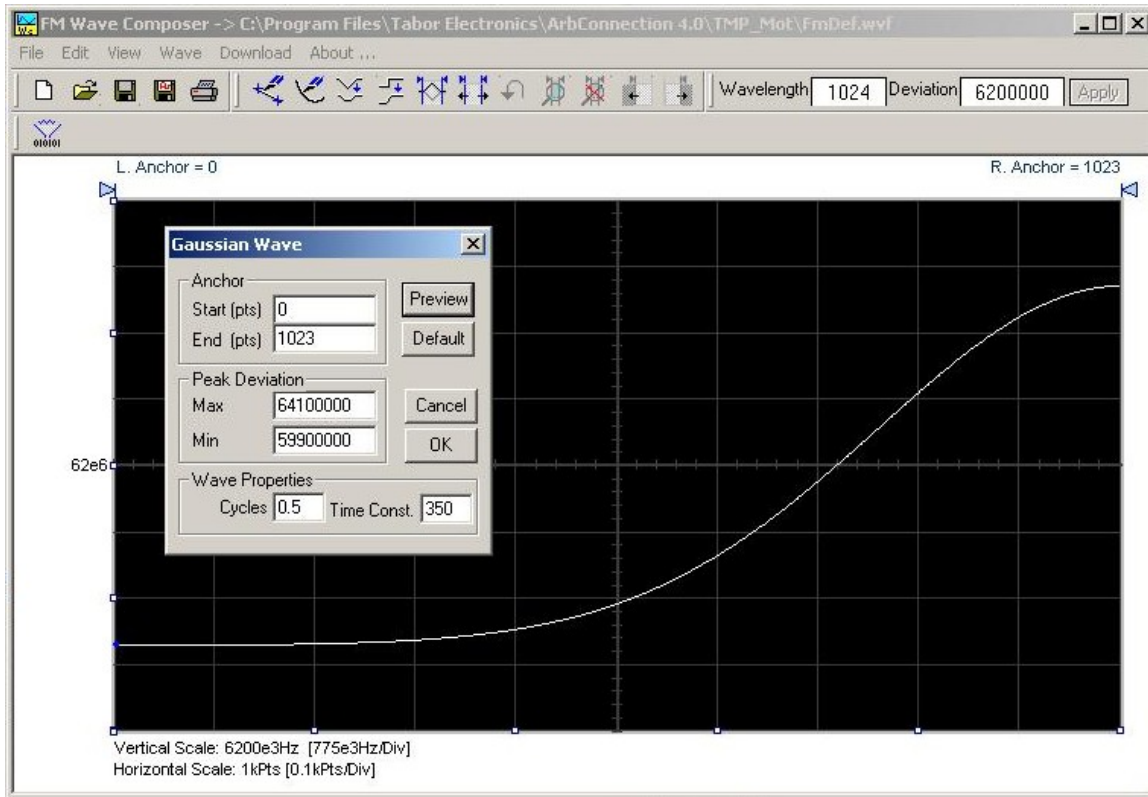 FM Wave Composer -> C:\Program Files\Tabor Electronics\ArbConnection 4.0\TMP_Mot\FmDef.wvf
File Edit View Wave Download About ...
Wavelength 1024 Deviation 6200000 Apply
010101
L. Anchor = 0 R. Anchor = 1023
Gaussian Wave
Anchor
Start (pts) 0
End (pts) 1023
Preview
Default
Peak Deviation
Max 64100000
Min 59900000
Cancel
OK
62e6
Wave Properties
Cycles 0.5 Time Const. 350
Vertical Scale: 6200e3Hz [775e3Hz/Div]
Horizontal Scale: 1kPts [0.1kPts/Div]